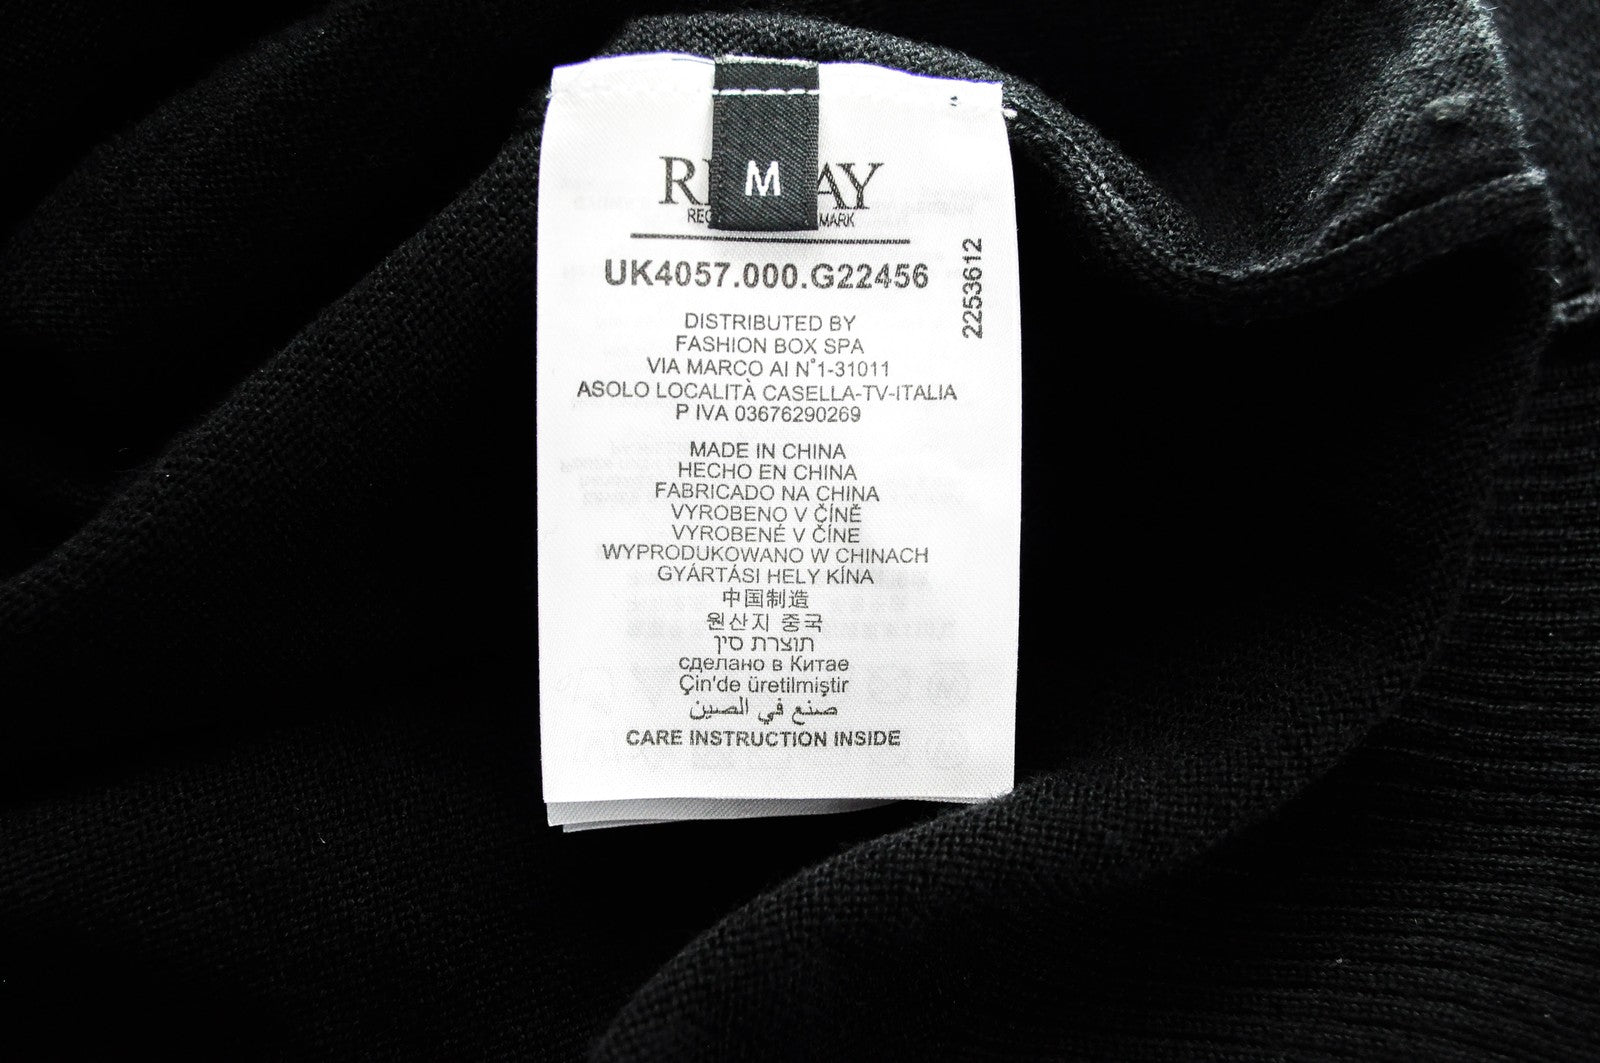 M
UK4057.000.G22456
2253612
DISTRIBUTED BY
FASHION BOX SPA
VIA MARCO AI N°1-31011
ASOLO LOCALITÀ CASELLA-TV-ITALIA
P IVA 03676290269
MADE IN CHINA
HECHO EN CHINA
FABRICADO NA CHINA
VYROBENO V ČÍNĚ
VYROBENÉ V ČÍNE
WYPRODUKOWANO W CHINACH
GYÁRTÁSI HELY KÍNA
中国制造
원산지 중국
תוצרת סין
сделано в Китае
Çin'de üretilmiştir
صنع في الصين
CARE INSTRUCTION INSIDE